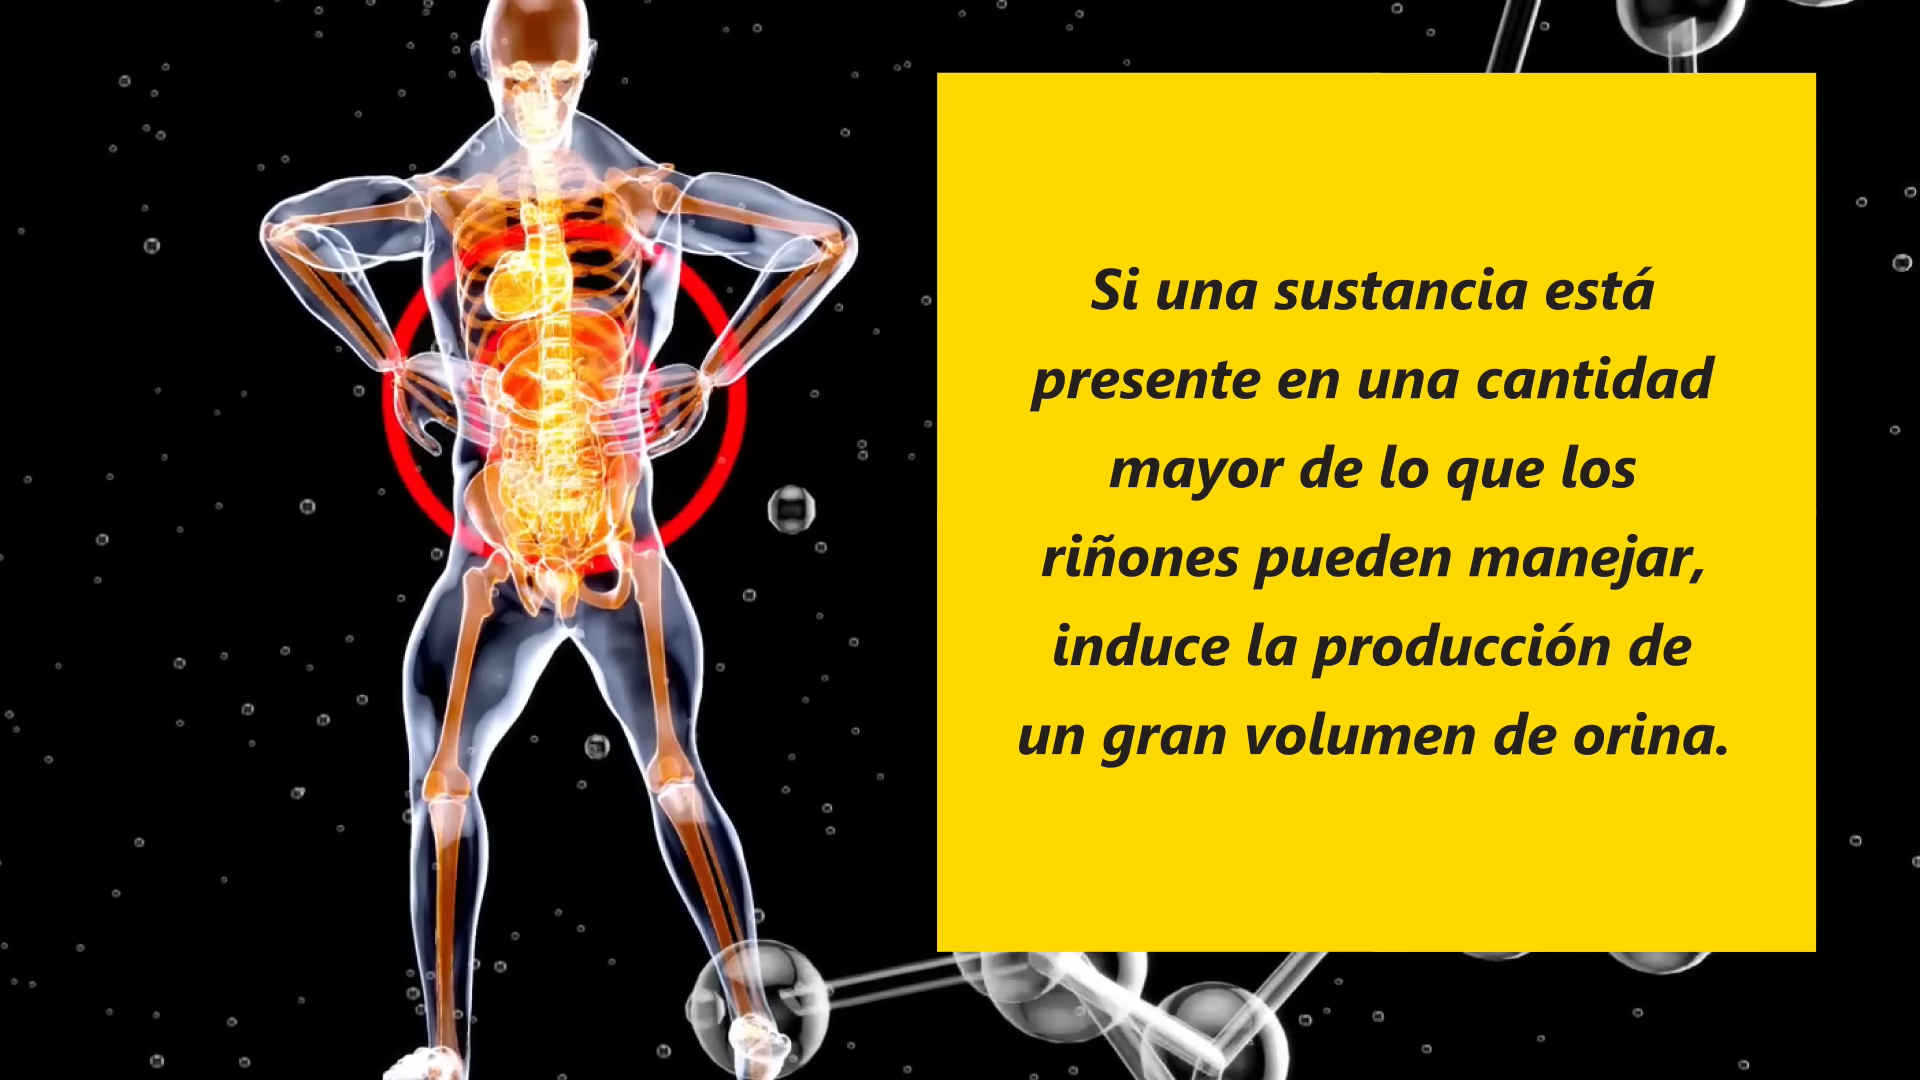 Si una sustancia está
presente en una cantidad
mayor de lo que los
riñones pueden manejar,
induce la producción de
un gran volumen de orina.